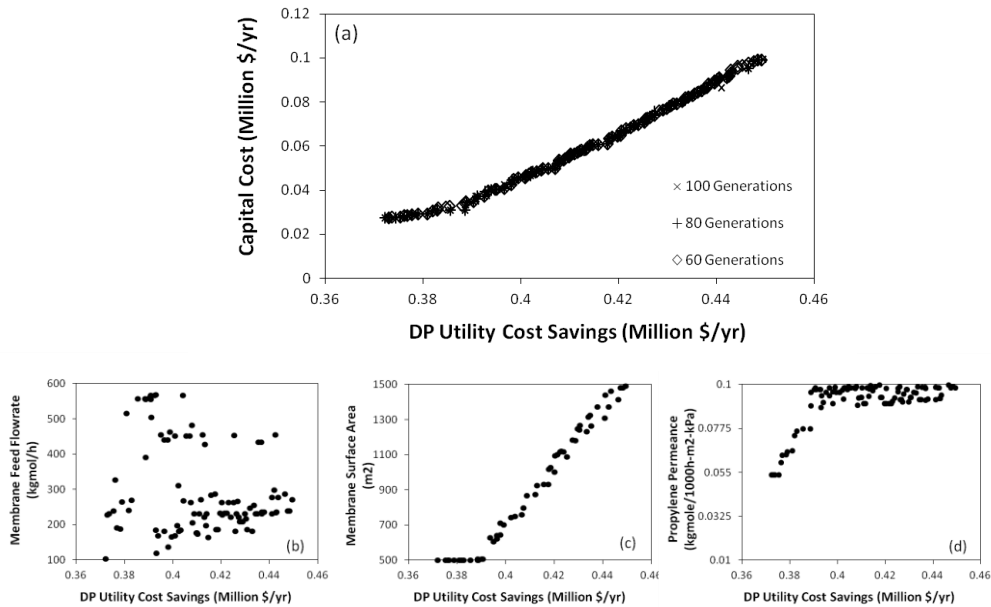 (a)
Capital Cost (Million $/yr)
0.12
0.1
0.08
0.06
0.04
0.02
0
× 100 Generations
+ 80 Generations
◇ 60 Generations
0.36 0.38 0.4 0.42 0.44 0.46
DP Utility Cost Savings (Million $/yr)
Membrane Feed Flowrate
(kgmol/h)
600
500
400
300
200
100
(b)
0.36 0.38 0.4 0.42 0.44 0.46
DP Utility Cost Savings (Million $/yr)
Membrane Surface Area
(m2)
1500
1300
1100
900
700
500
(c)
0.36 0.38 0.4 0.42 0.44 0.46
DP Utility Cost Savings (Million $/yr)
Propylene Permeance
(kgmole/1000h-m2-kPa)
0.1
0.0775
0.055
0.0325
0.01
(d)
0.36 0.38 0.4 0.42 0.44 0.46
DP Utility Cost Savings (Million $/yr)